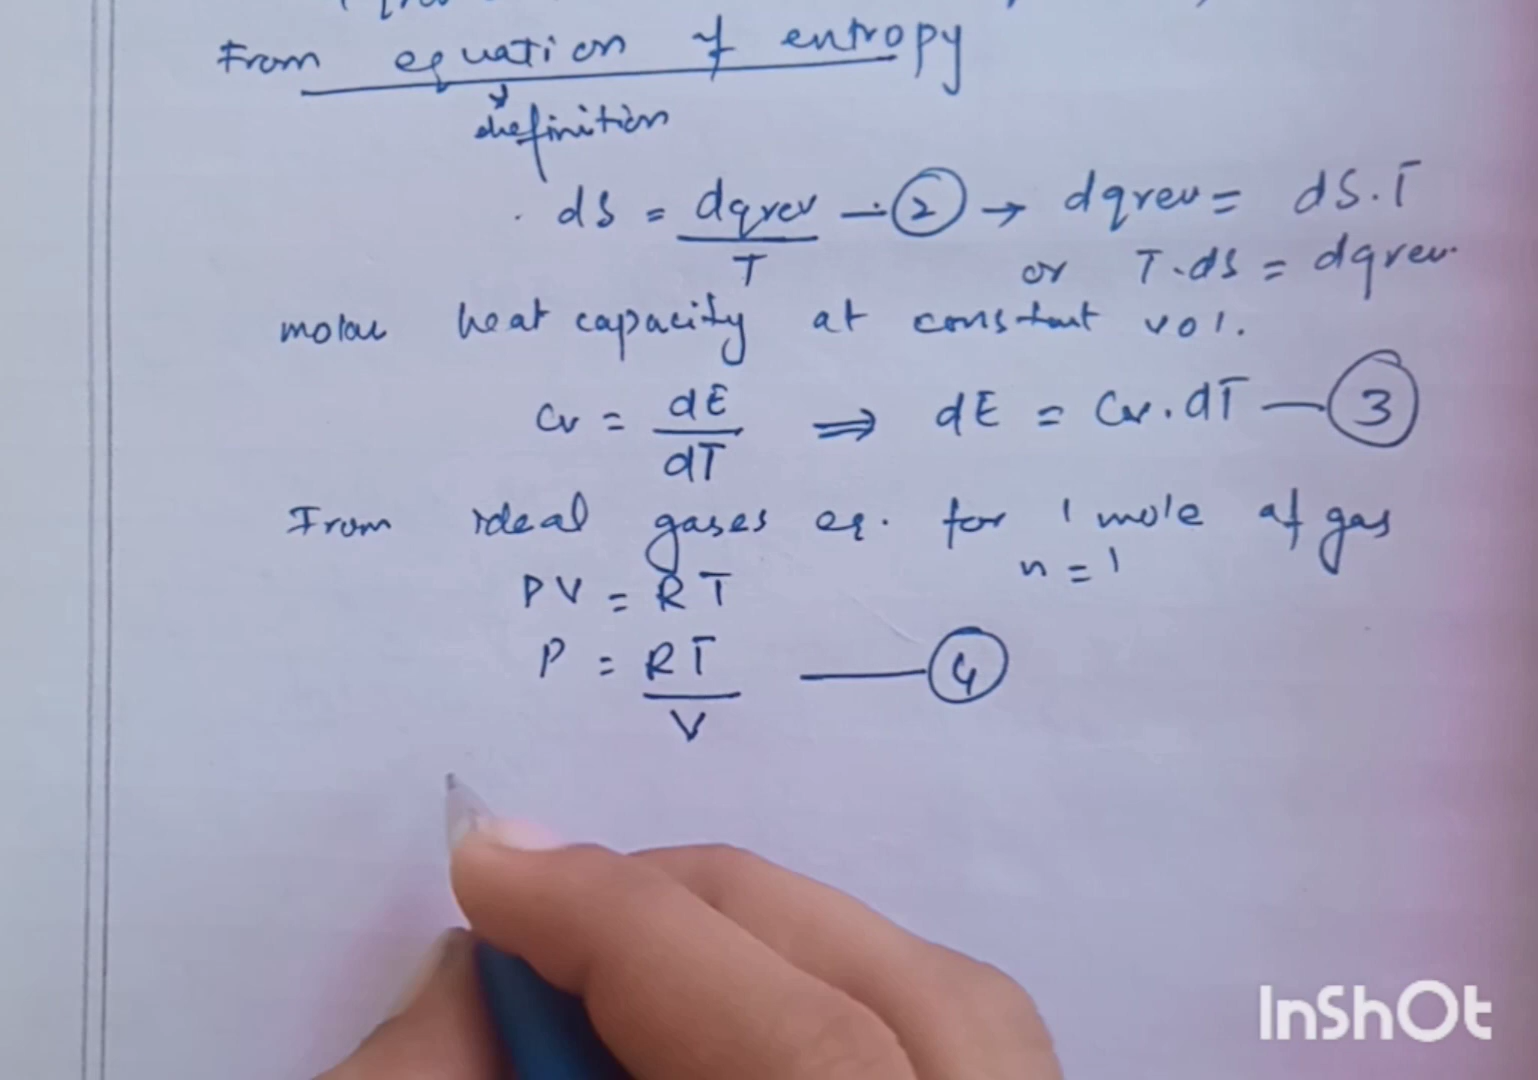 From equation of entropy
definition
dS = dqrev / T — ② → dqrev = dS.T
or T.dS = dqrev.
molar heat capacity at constant vol.
Cv = dE / dT ⇒ dE = Cv.dT — ③
From ideal gases eq. for 1 mole of gas
n = 1
PV = RT
P = RT / V — ④
InShOt